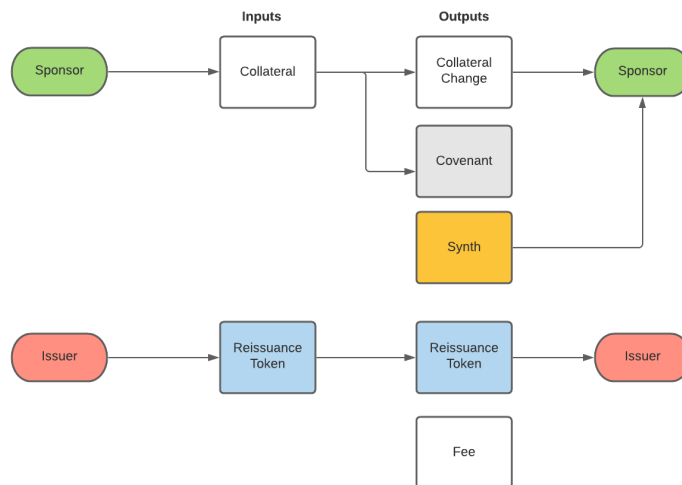 Inputs
Outputs
Sponsor
Collateral
Collateral
Change
Sponsor
Covenant
Synth
Issuer
Reissuance
Token
Reissuance
Token
Issuer
Fee